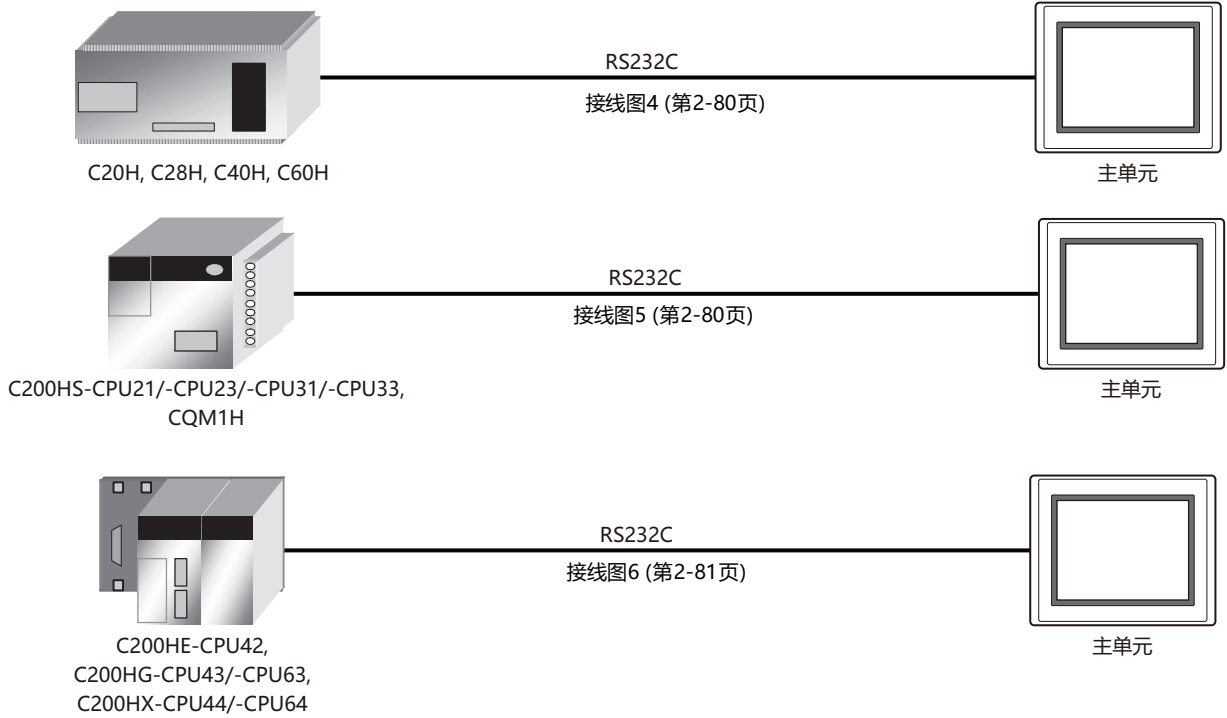 RS232C
接线图4 (第2-80页)
C20H, C28H, C40H, C60H
主单元
RS232C
接线图5 (第2-80页)
C200HS-CPU21/-CPU23/-CPU31/-CPU33,
CQM1H
主单元
RS232C
接线图6 (第2-81页)
C200HE-CPU42,
C200HG-CPU43/-CPU63,
C200HX-CPU44/-CPU64
主单元